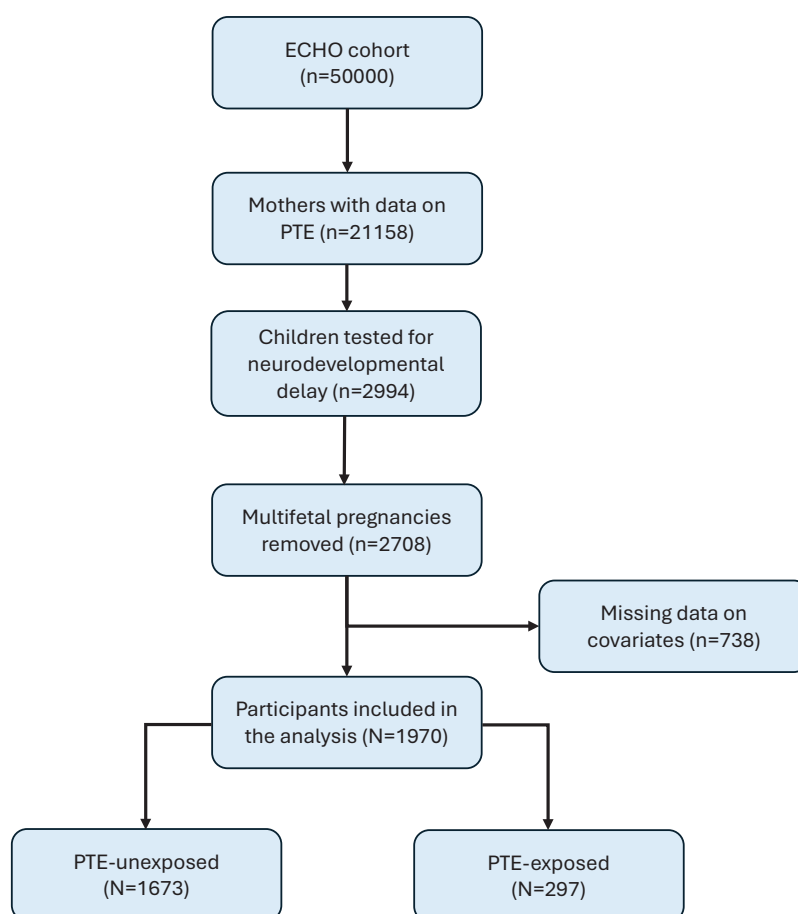 ECHO cohort
(n=50000)
Mothers with data on
PTE (n=21158)
Children tested for
neurodevelopmental
delay (n=2994)
Multifetal pregnancies
removed (n=2708)
Missing data on
covariates (n=738)
Participants included in
the analysis (N=1970)
PTE-unexposed
(N=1673)
PTE-exposed
(N=297)